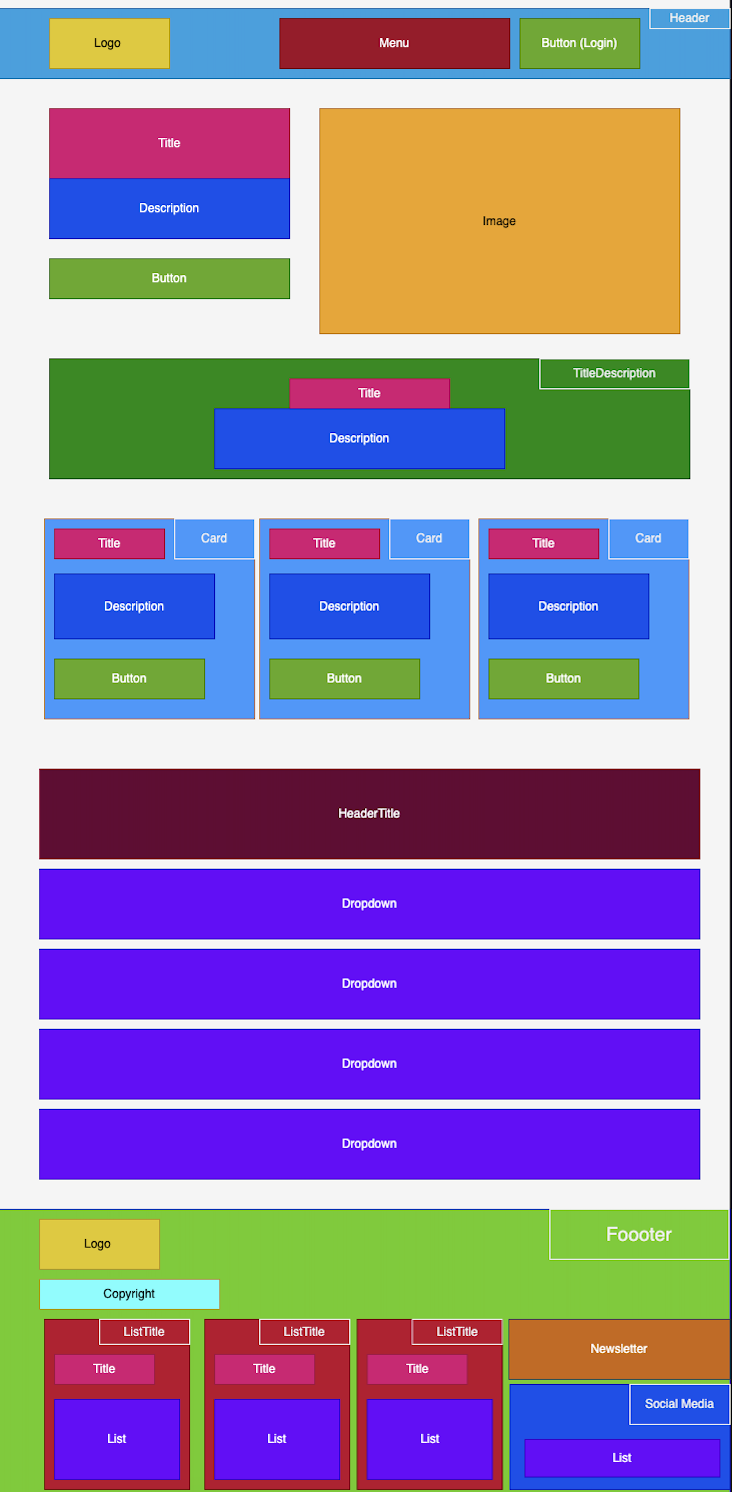 Header
Logo
Menu
Button (Login)
Title
Description
Button
Image
TitleDescription
Title
Description
Card
Title
Description
Button
Card
Title
Description
Button
Card
Title
Description
Button
HeaderTitle
Dropdown
Dropdown
Dropdown
Dropdown
Foooter
Logo
Copyright
ListTitle
Title
List
ListTitle
Title
List
ListTitle
Title
List
Newsletter
Social Media
List